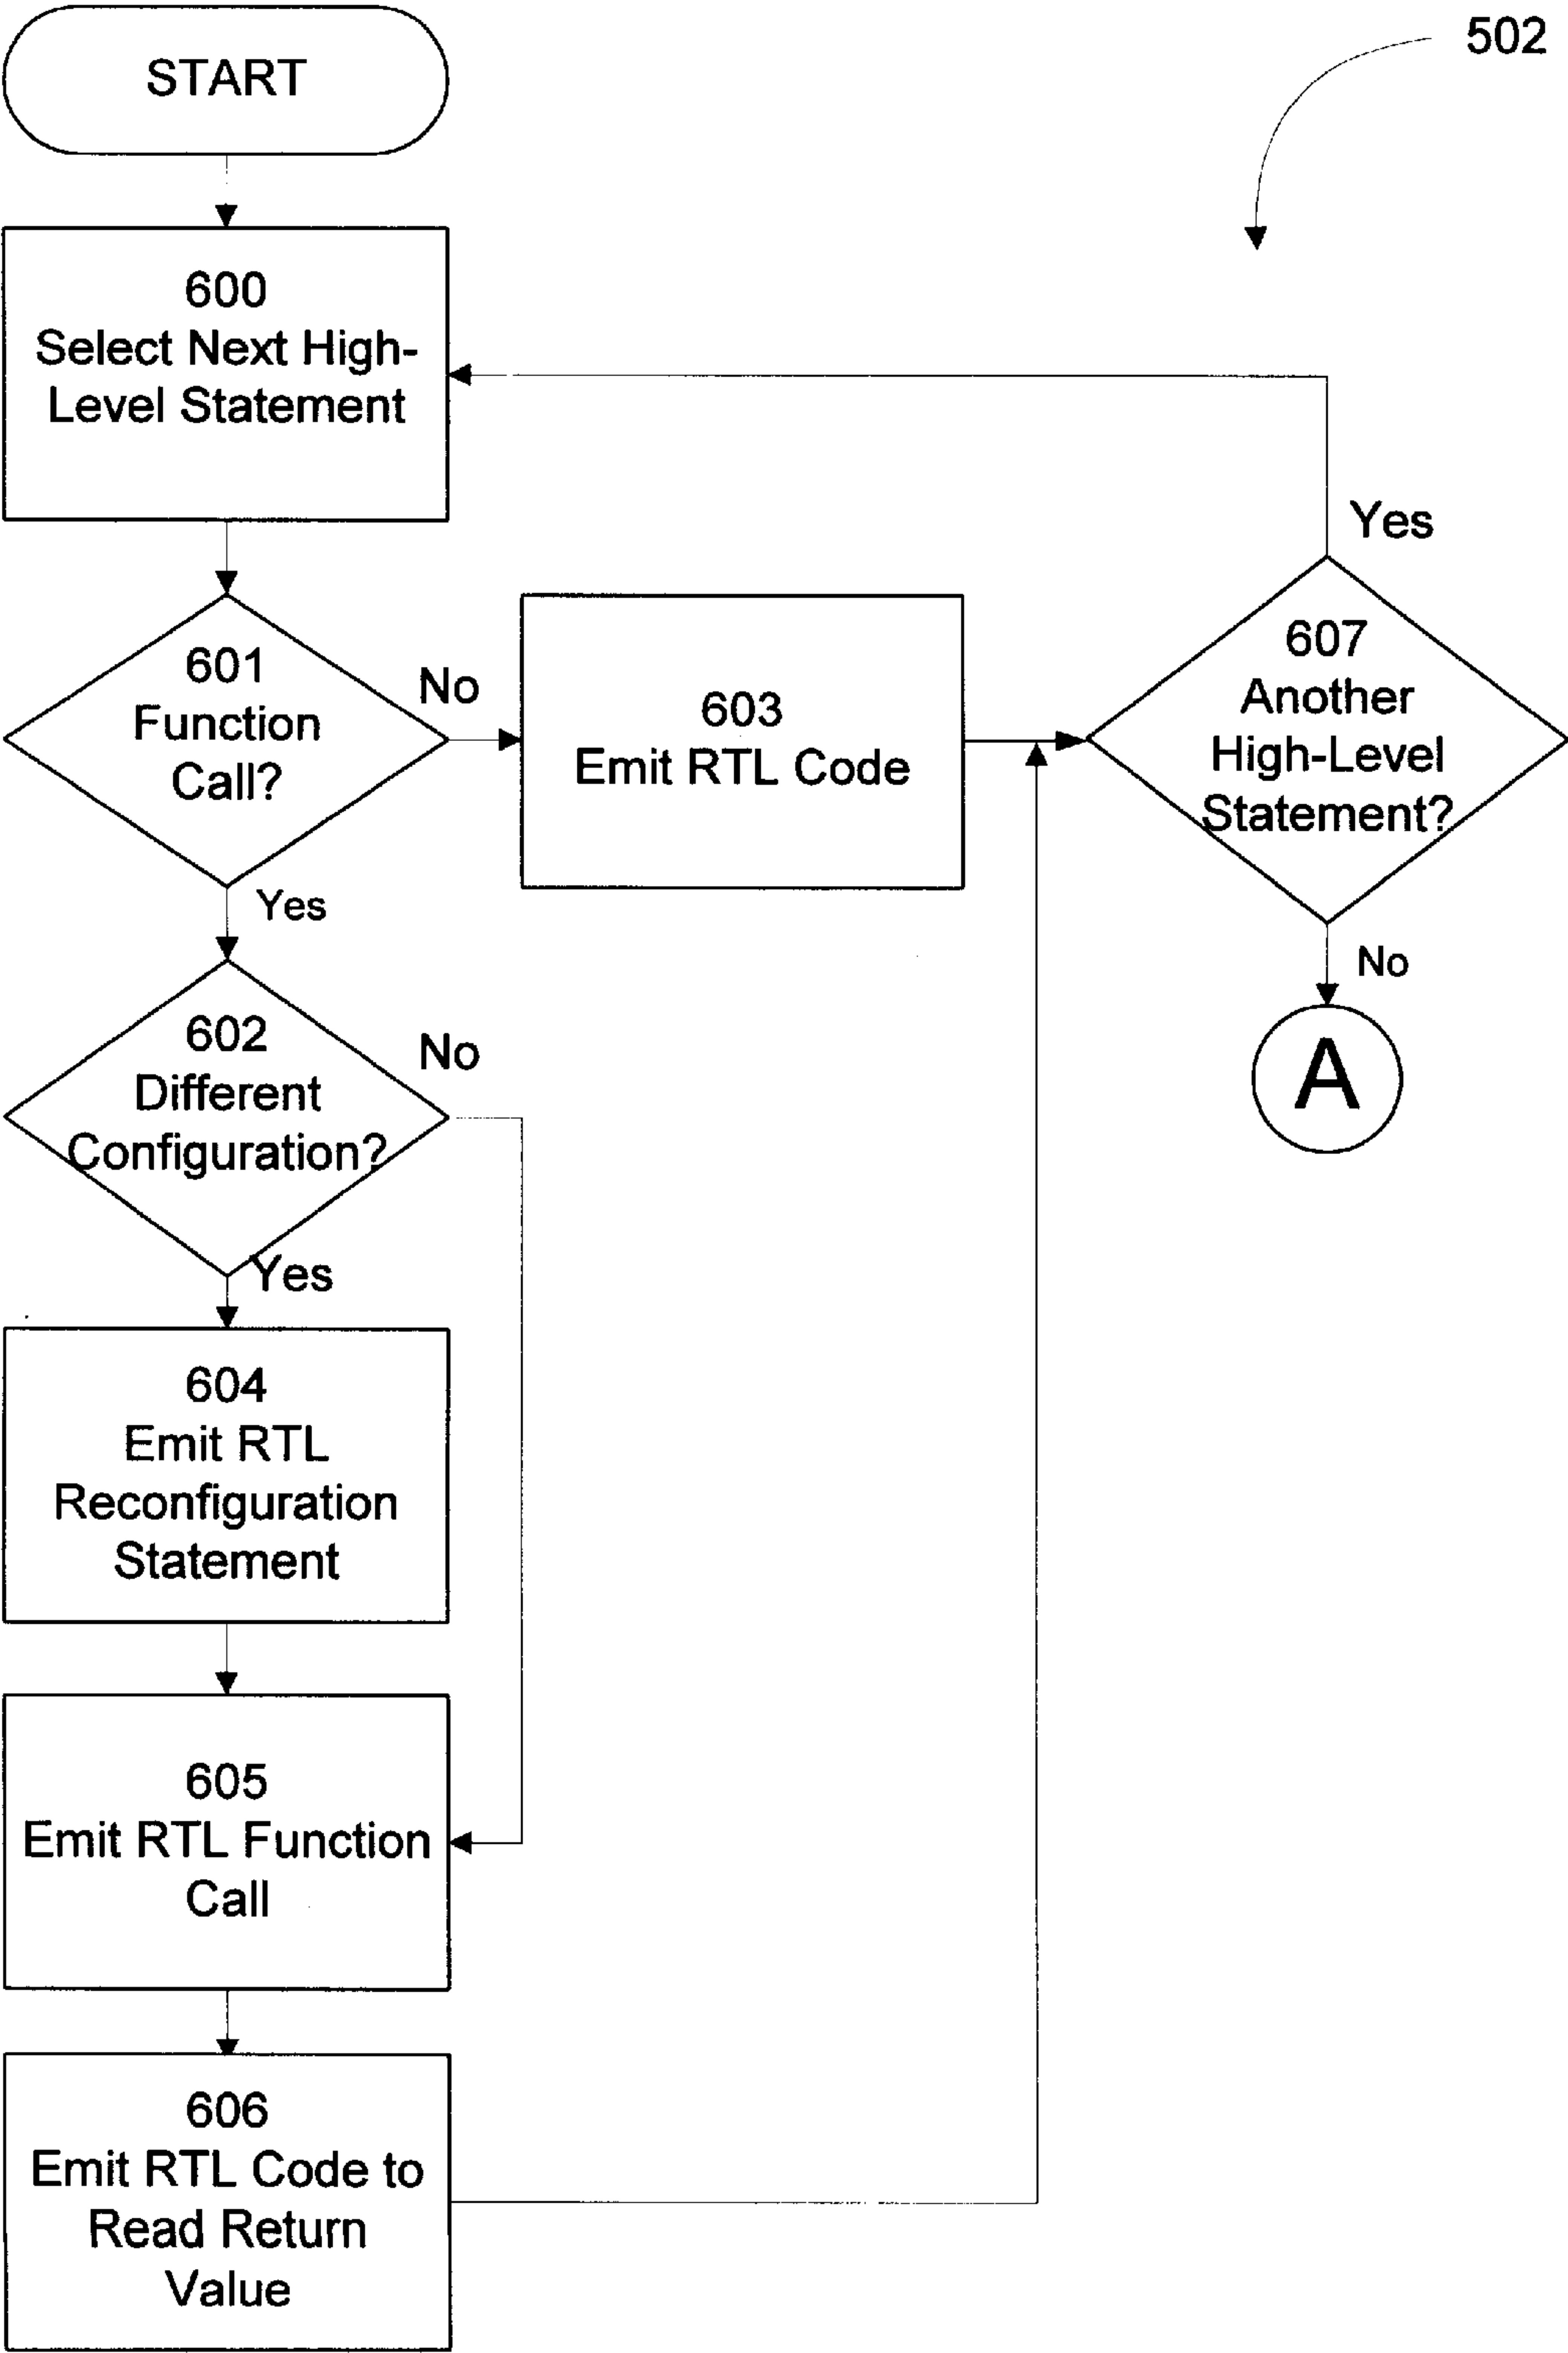 START
502
600
Select Next High-
Level Statement
Yes
601
Function
Call?
No
603
Emit RTL Code
607
Another
High-Level
Statement?
Yes
No
602
Different
Configuration?
No
A
Yes
604
Emit RTL
Reconfiguration
Statement
605
Emit RTL Function
Call
606
Emit RTL Code to
Read Return
Value